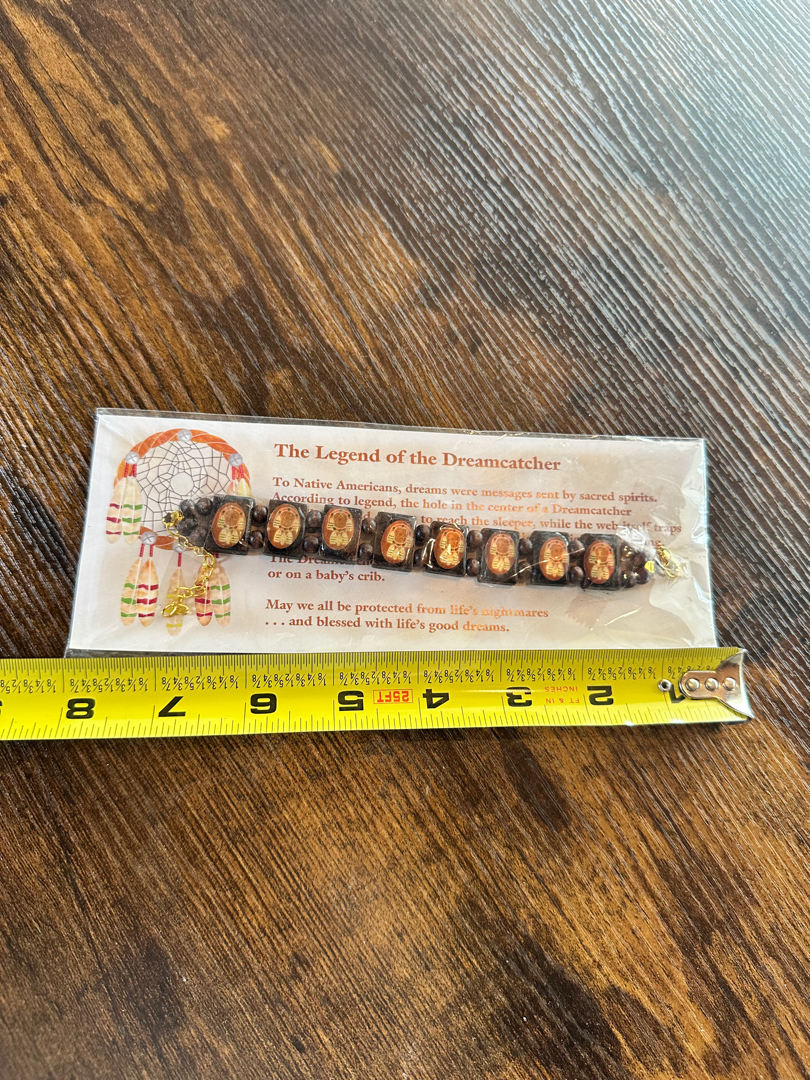 The Legend of the Dreamcatcher
To Native Americans, dreams were messages sent by sacred spirits.
According to legend, the hole in the center of a Dreamcatcher
to reach the sleeper, while the web itself traps
The
or on a baby's crib.
May we all be protected from life's nightmares
. . . and blessed with life's good dreams.
8 7 6 5 25FT 4 3 FT & IN INCHES 2 1